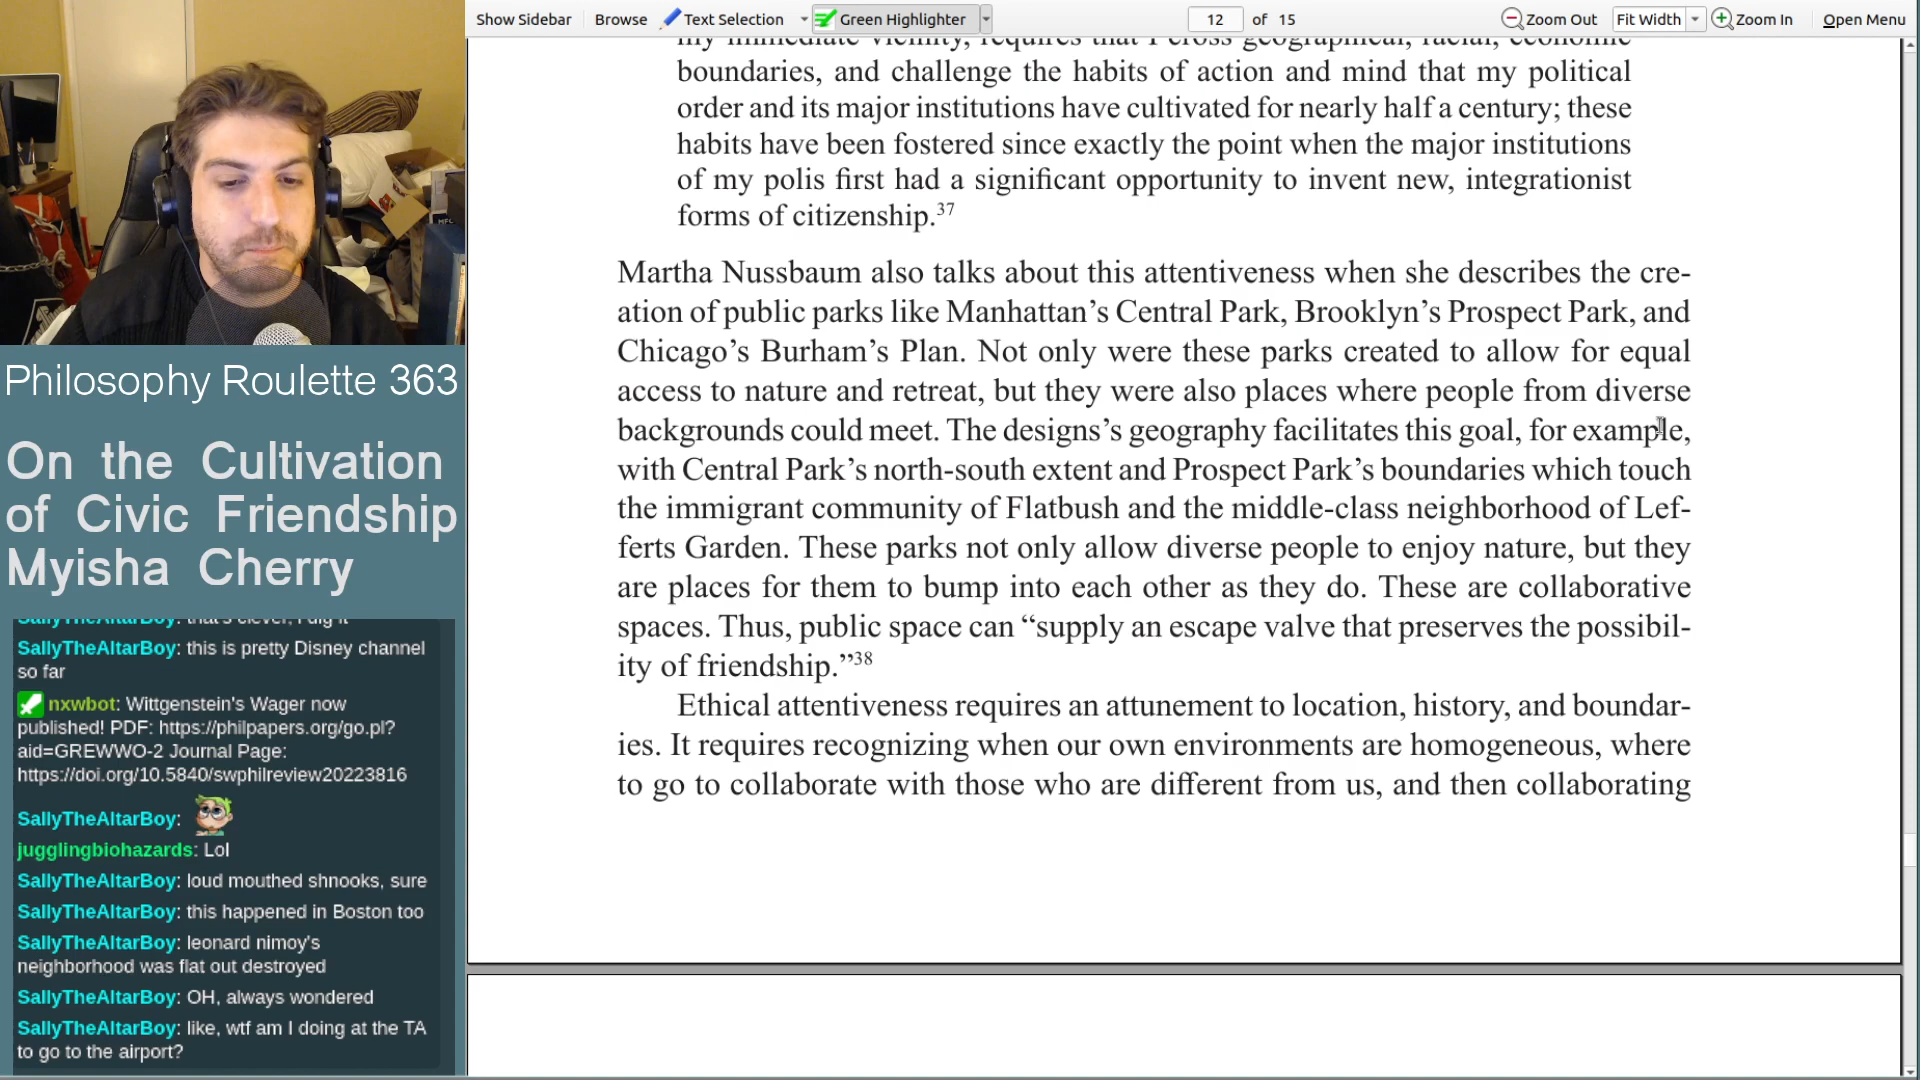 Show Sidebar Browse Text Selection Green Highlighter 12 of 15 Zoom Out Fit Width Zoom In Open Menu
my immediate vicinity, requires that I cross geographical, racial, economic
boundaries, and challenge the habits of action and mind that my political
order and its major institutions have cultivated for nearly half a century; these
habits have been fostered since exactly the point when the major institutions
of my polis first had a significant opportunity to invent new, integrationist
forms of citizenship.37
Martha Nussbaum also talks about this attentiveness when she describes the cre-
ation of public parks like Manhattan’s Central Park, Brooklyn’s Prospect Park, and
Chicago’s Burham’s Plan. Not only were these parks created to allow for equal
access to nature and retreat, but they were also places where people from diverse
backgrounds could meet. The designs’s geography facilitates this goal, for example,
with Central Park’s north-south extent and Prospect Park’s boundaries which touch
the immigrant community of Flatbush and the middle-class neighborhood of Lef-
ferts Garden. These parks not only allow diverse people to enjoy nature, but they
are places for them to bump into each other as they do. These are collaborative
spaces. Thus, public space can “supply an escape valve that preserves the possibil-
ity of friendship.”38
Ethical attentiveness requires an attunement to location, history, and boundar-
ies. It requires recognizing when our own environments are homogeneous, where
to go to collaborate with those who are different from us, and then collaborating
Philosophy Roulette 363
On the Cultivation
of Civic Friendship
Myisha Cherry
SallyTheAltarBoy: that's clever, I dig it
SallyTheAltarBoy: this is pretty Disney channel
so far
nxwbot: Wittgenstein's Wager now
published! PDF: https://philpapers.org/go.pl?
aid=GREWWO-2 Journal Page:
https://doi.org/10.5840/swphilreview20223816
SallyTheAltarBoy:
jugglingbiohazards: Lol
SallyTheAltarBoy: loud mouthed shnooks, sure
SallyTheAltarBoy: this happened in Boston too
SallyTheAltarBoy: leonard nimoy's
neighborhood was flat out destroyed
SallyTheAltarBoy: OH, always wondered
SallyTheAltarBoy: like, wtf am I doing at the TA
to go to the airport?